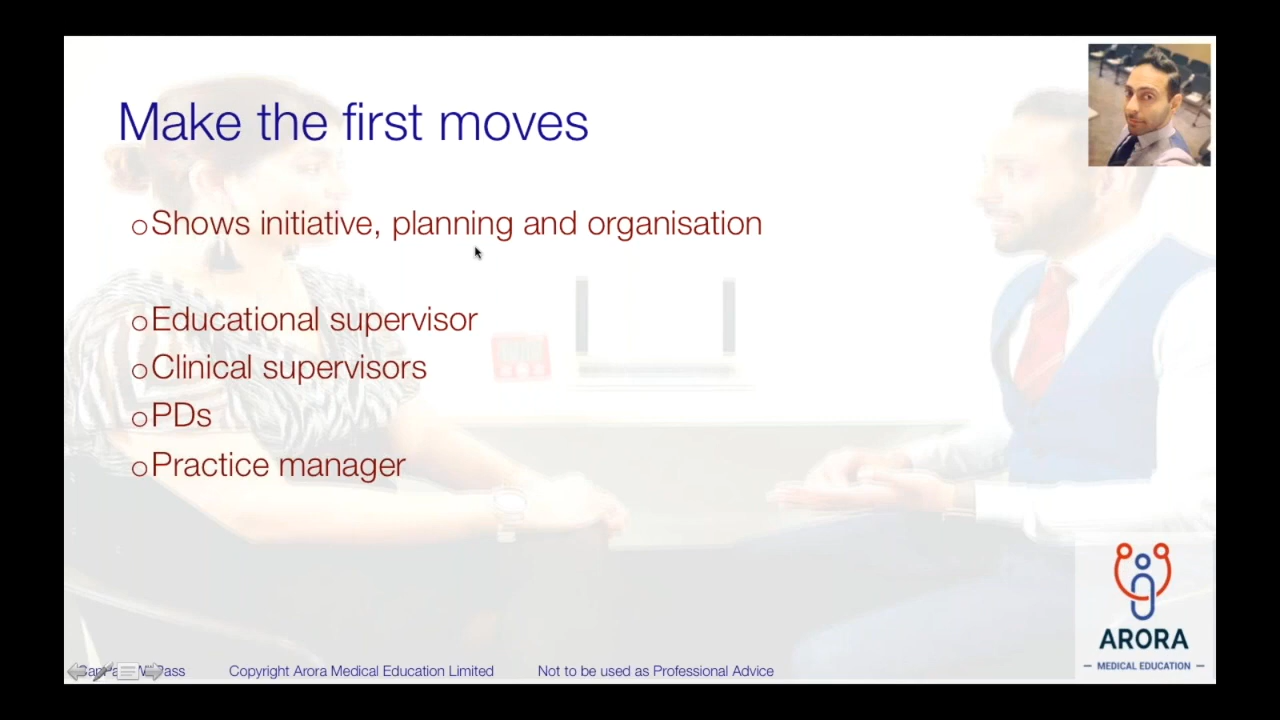 Make the first moves
Shows initiative, planning and organisation
Educational supervisor
Clinical supervisors
PDs
Practice manager
ARORA
MEDICAL EDUCATION
Copyright Arora Medical Education Limited
Not to be used as Professional Advice